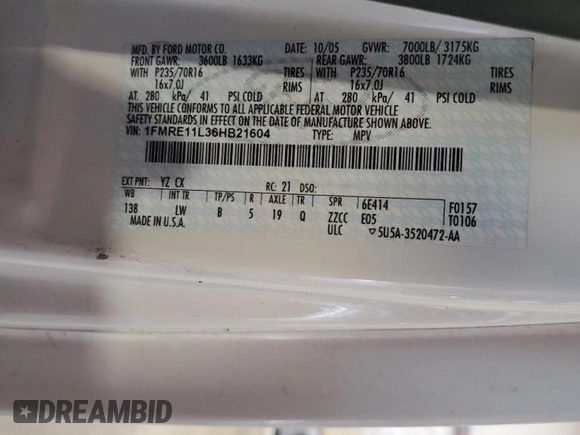 MFD. BY FORD MOTOR CO. DATE: 10/05 GVWR: 7000LB/ 3175KG
FRONT GAWR: 3600LB 1633KG REAR GAWR: 3800LB 1724KG
WITH P235/70R16 TIRES WITH P235/70R16 TIRES
16x7.0J RIMS 16x7.0J RIMS
AT 280 kPa/ 41 PSI COLD AT 280 kPa/ 41 PSI COLD
THIS VEHICLE CONFORMS TO ALL APPLICABLE FEDERAL MOTOR VEHICLE
SAFETY STANDARDS IN EFFECT ON THE DATE OF MANUFACTURE SHOWN ABOVE.
VIN: 1FMRE11L36HB21604 TYPE: MPV
EXT PNT: YZ CX RC: 21 DSO:
WB INT TR TP/PS R AXLE TR SPR 6E414 F0157
138 LW B 5 19 Q ZZCC E05 T0106
MADE IN U.S.A. ULC ▽5U5A-3520472-AA
DREAMBID